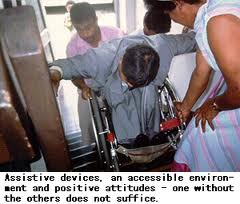 Assistive devices, an accessible environ-
ment and positive attitudes - one without
the others does not suffice.